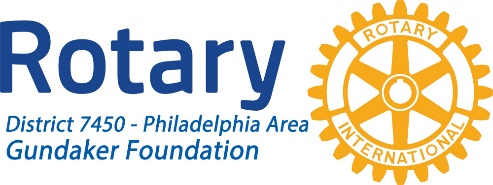 Rotary
District 7450 - Philadelphia Area
Gundaker Foundation
ROTARY
INTERNATIONAL